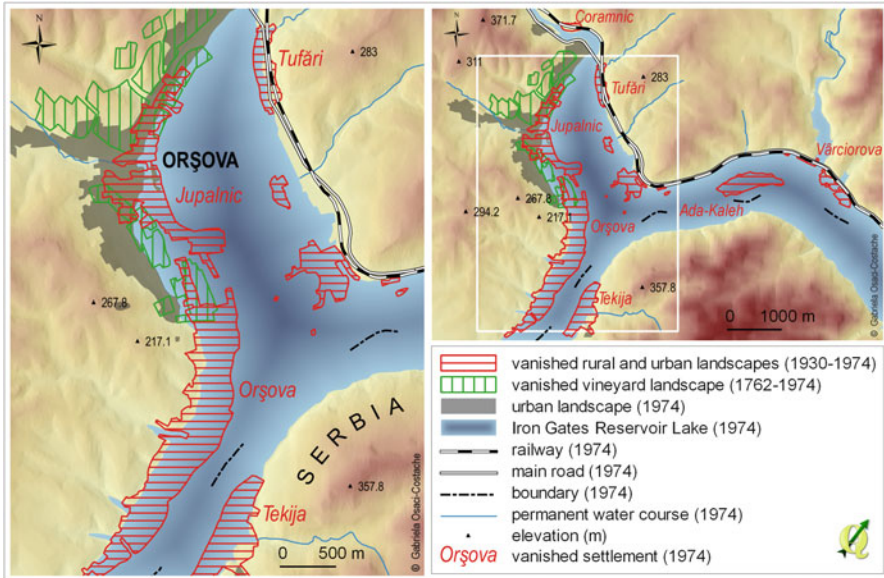 N
Tufări
283
ORŞOVA
Jupalnic
267.8
217.1
Orşova
SERBIA
357.8
Tekija
0 500 m
© Gabriela Osaci-Costache
N
371.7
Coramnic
311
283
Tufări
Jupalnic
Vârciorova
267.8
294.2
217.1
Ada-Kaleh
Orşova
Tekija
357.8
0 1000 m
© Gabriela Osaci-Costache
vanished rural and urban landscapes (1930-1974)
vanished vineyard landscape (1762-1974)
urban landscape (1974)
Iron Gates Reservoir Lake (1974)
railway (1974)
main road (1974)
boundary (1974)
permanent water course (1974)
elevation (m)
Orşova vanished settlement (1974)